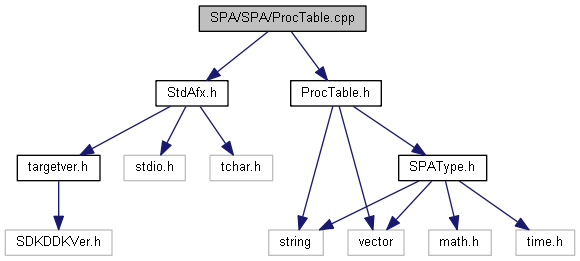 SPA/SPA/ProcTable.cpp
StdAfx.h
ProcTable.h
targetver.h
stdio.h
tchar.h
SPAType.h
SDKDDKVer.h
string
vector
math.h
time.h